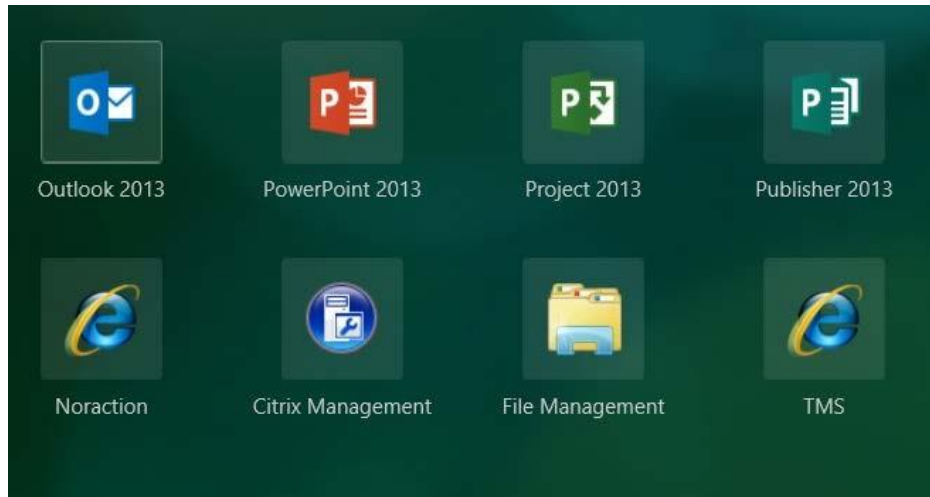 Outlook 2013
PowerPoint 2013
Project 2013
Publisher 2013
Noraction
Citrix Management
File Management
TMS